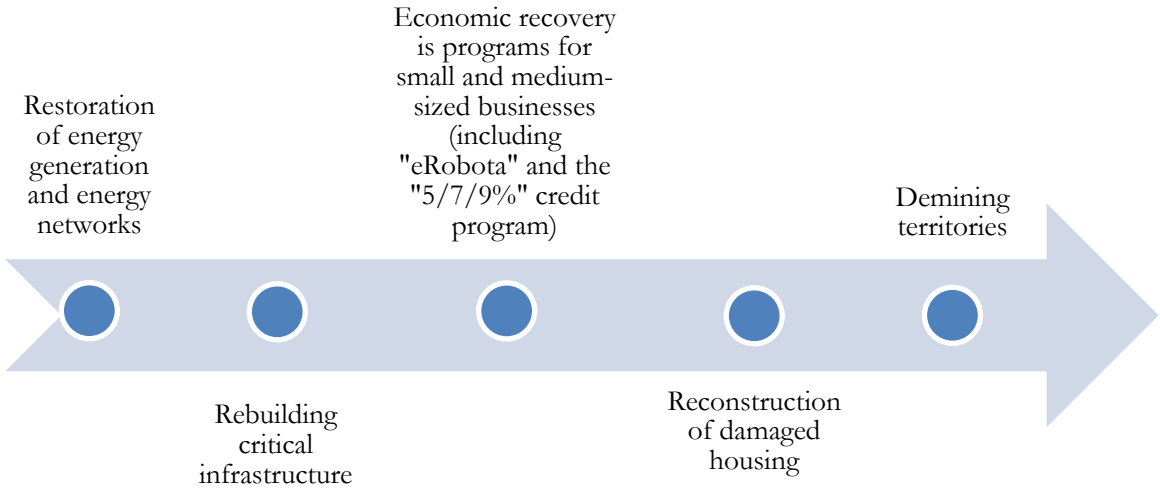 Restoration
of energy
generation
and energy
networks
Rebuilding
critical
infrastructure
Economic recovery
is programs for
small and medium-
sized businesses
(including
"eRobota" and the
"5/7/9%" credit
program)
Reconstruction
of damaged
housing
Demining
territories